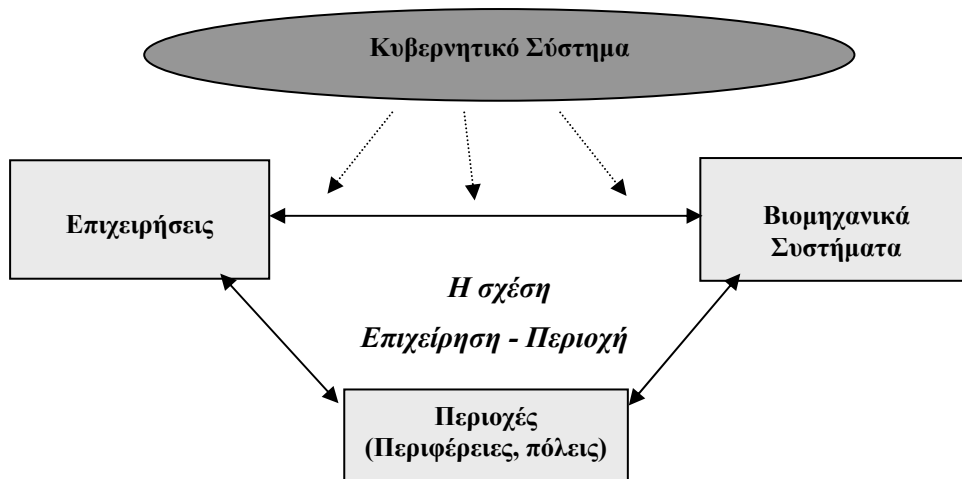 Κυβερνητικό Σύστημα
Επιχειρήσεις
Βιομηχανικά
Συστήματα
Η σχέση
Επιχείρηση - Περιοχή
Περιοχές
(Περιφέρειες, πόλεις)